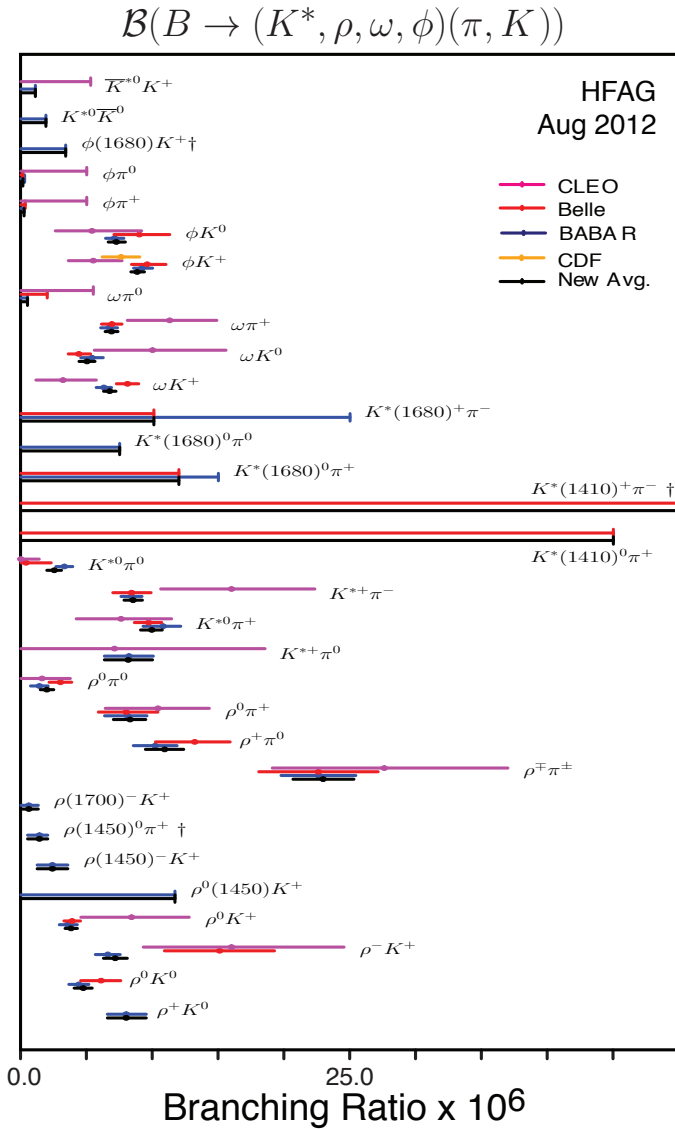 ℬ(B → (K*, ρ, ω, φ)(π, K))
HFAG
Aug 2012
CLEO
Belle
BABAR
CDF
New Avg.
K̅*⁰K⁺
K*⁰K̅⁰
φ(1680)K⁺†
φπ⁰
φπ⁺
φK⁰
φK⁺
ωπ⁰
ωπ⁺
ωK⁰
ωK⁺
K*(1680)⁺π⁻
K*(1680)⁰π⁰
K*(1680)⁰π⁺
K*(1410)⁺π⁻ †
K*(1410)⁰π⁺
K*⁰π⁰
K*⁺π⁻
K*⁰π⁺
K*⁺π⁰
ρ⁰π⁰
ρ⁰π⁺
ρ⁺π⁰
ρ∓π±
ρ(1700)⁻K⁺
ρ(1450)⁰π⁺ †
ρ(1450)⁻K⁺
ρ⁰(1450)K⁺
ρ⁰K⁺
ρ⁻K⁺
ρ⁰K⁰
ρ⁺K⁰
0.0 25.0
Branching Ratio x 10⁶